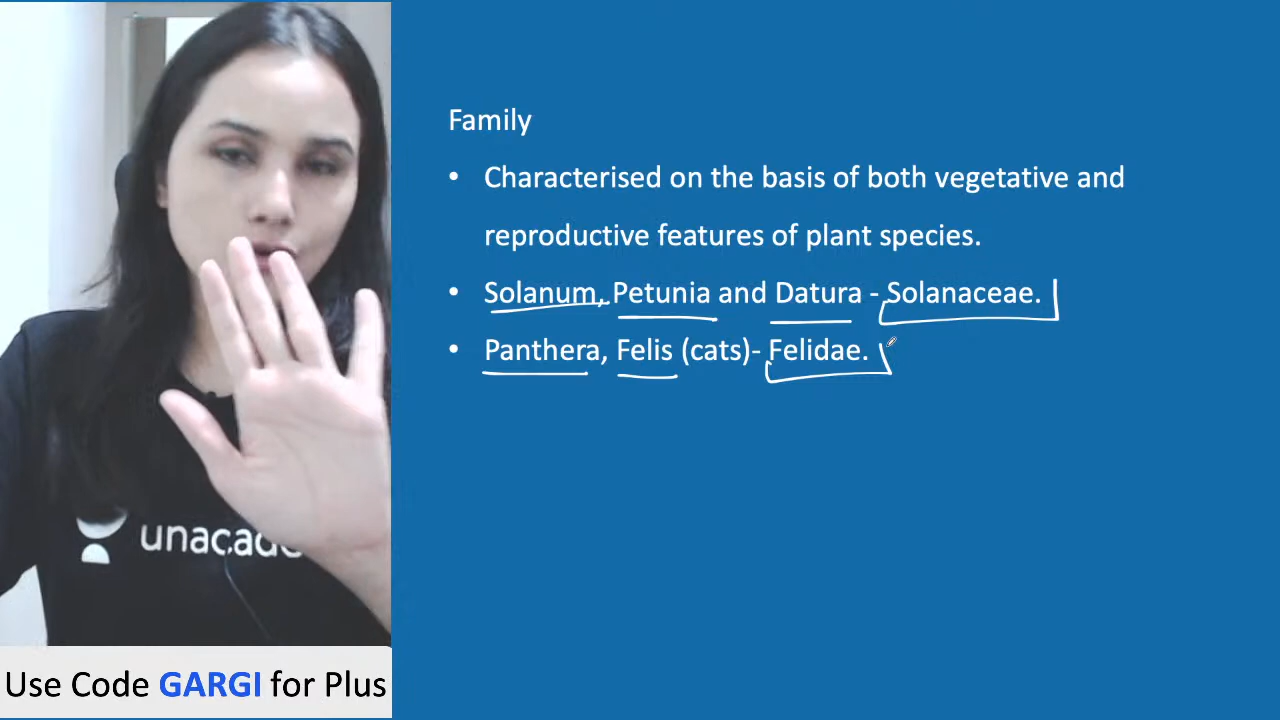 Family
• Characterised on the basis of both vegetative and
reproductive features of plant species.
• Solanum, Petunia and Datura - Solanaceae.
• Panthera, Felis (cats)- Felidae.
unacade
Use Code GARGI for Plus